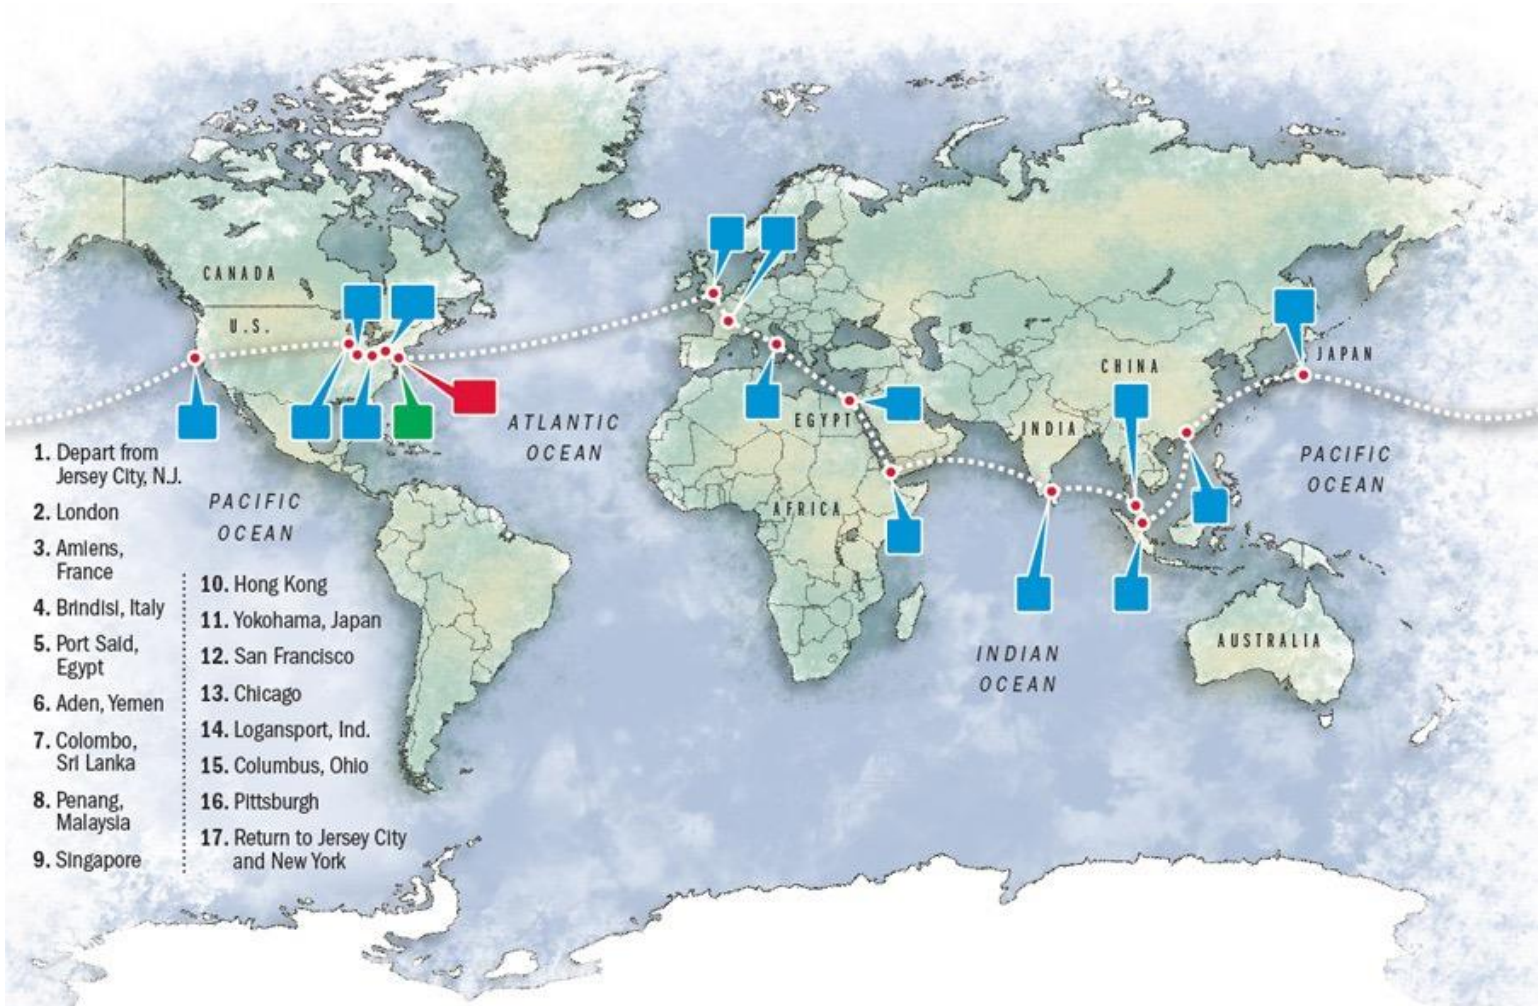 CANADA
U.S.
ATLANTIC
OCEAN
PACIFIC
OCEAN
EGYPT
AFRICA
INDIA
CHINA
JAPAN
PACIFIC
OCEAN
INDIAN
OCEAN
AUSTRALIA
1. Depart from
Jersey City, N.J.
2. London
3. Amiens,
France
4. Brindisi, Italy
5. Port Said,
Egypt
6. Aden, Yemen
7. Colombo,
Sri Lanka
8. Penang,
Malaysia
9. Singapore
10. Hong Kong
11. Yokohama, Japan
12. San Francisco
13. Chicago
14. Logansport, Ind.
15. Columbus, Ohio
16. Pittsburgh
17. Return to Jersey City
and New York